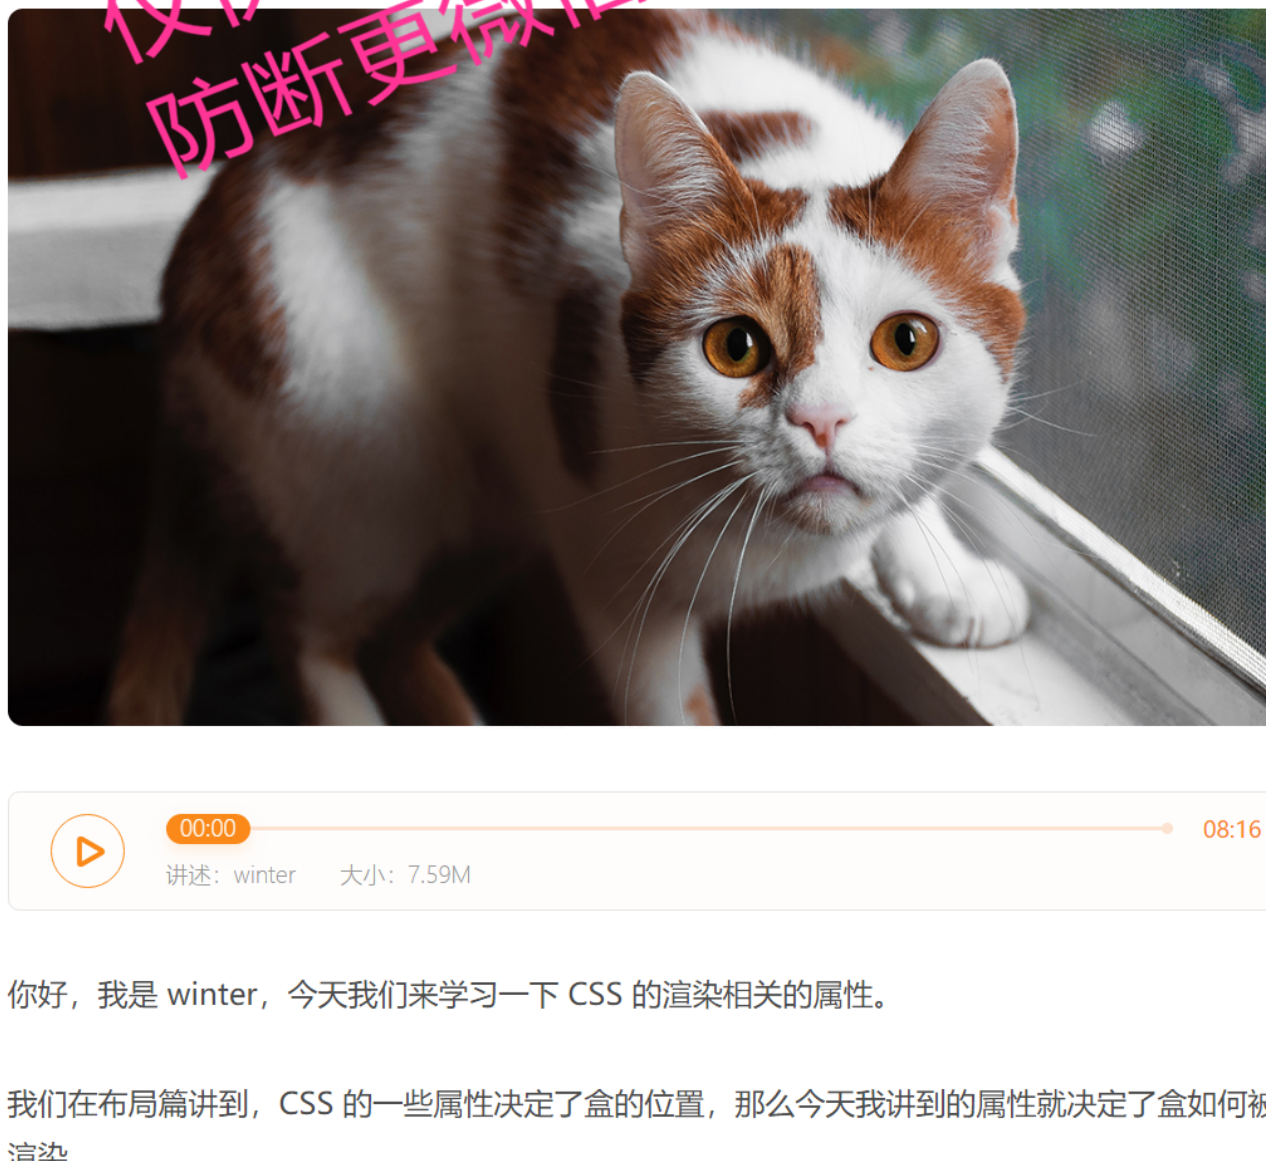 防断更微
00:00
08:16
讲述：winter 大小：7.59M
你好，我是 winter，今天我们来学习一下 CSS 的渲染相关的属性。
我们在布局篇讲到，CSS 的一些属性决定了盒的位置，那么今天我讲到的属性就决定了盒如何被
渲染